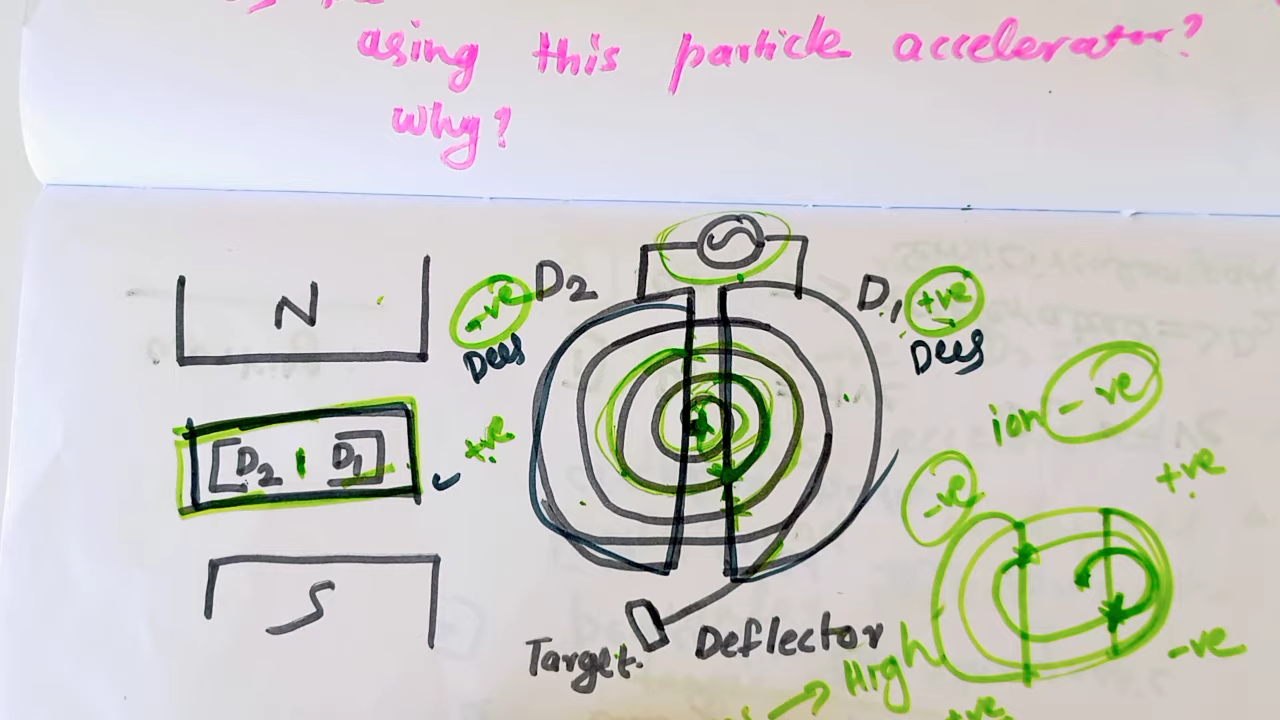 using this particle accelerator?
why?
N
-ve
D2
D1
+ve
Dees
Dees
ion -ve
+ve
D2 D1
-ve
+ve
S
Target.
Deflector
High
-ve
+ve